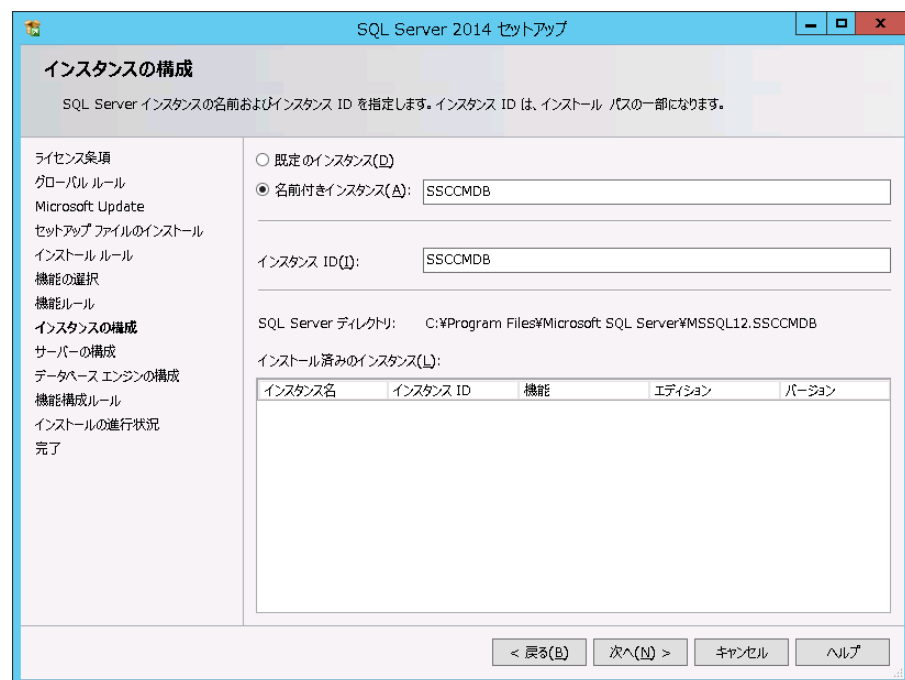 SQL Server 2014 セットアップ
インスタンスの構成
SQL Server インスタンスの名前およびインスタンス ID を指定します。インスタンス ID は、インストール パスの一部になります。
ライセンス条項
グローバル ルール
Microsoft Update
セットアップ ファイルのインストール
インストール ルール
機能の選択
機能ルール
インスタンスの構成
サーバーの構成
データベース エンジンの構成
機能構成ルール
インストールの進行状況
完了
既定のインスタンス(D)
名前付きインスタンス(A): SSCCMDB
インスタンス ID(I): SSCCMDB
SQL Server ディレクトリ: C:¥Program Files¥Microsoft SQL Server¥MSSQL12.SSCCMDB
インストール済みのインスタンス(L):
インスタンス名 インスタンス ID 機能 エディション バージョン
< 戻る(B) 次へ(N) > キャンセル ヘルプ